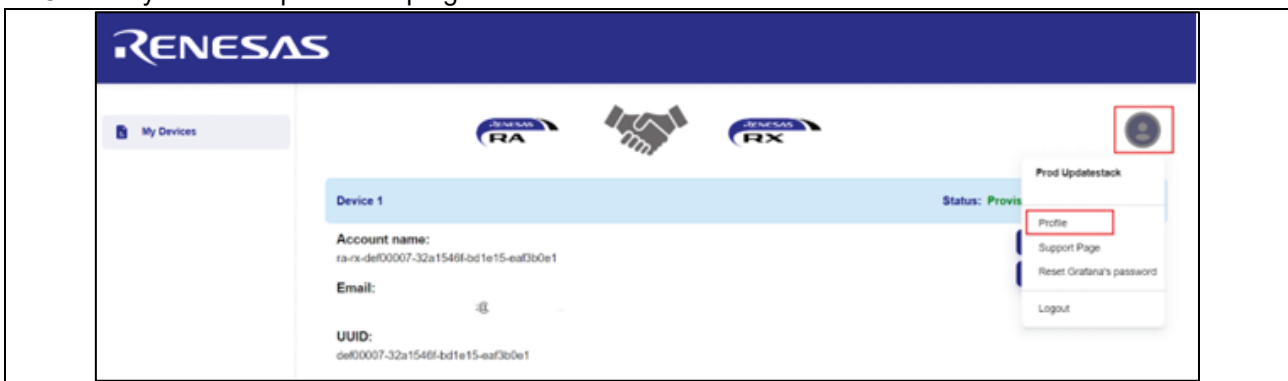 RENESAS
My Devices
RENESAS
RA
RENESAS
RX
Prod Updatestack
Device 1
Status: Provis
Profile
Account name:
Support Page
ra-rx-def00007-32a1546f-bd1e15-eaf3b0e1
Reset Grafana's password
Email:
Logout
UUID:
def00007-32a1546f-bd1e15-eaf3b0e1